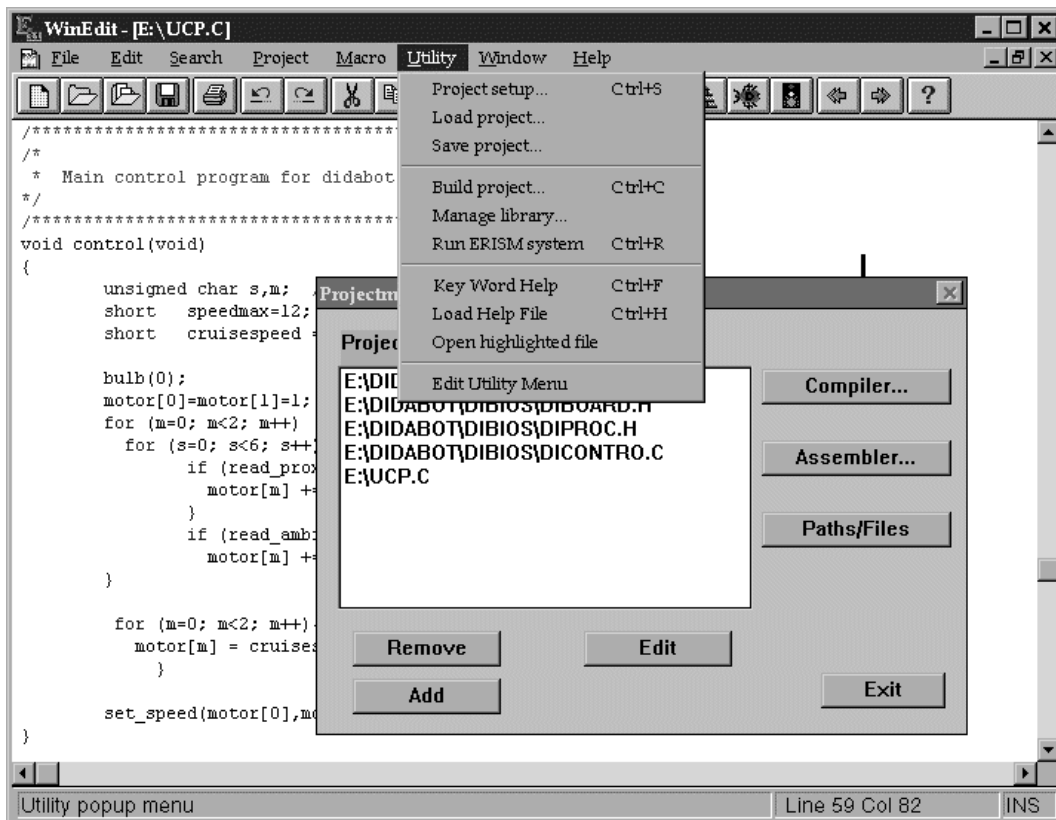 WinEdit - [E:\UCP.C]
File Edit Search Project Macro Utility Window Help
?
Project setup... Ctrl+S
Load project...
Save project...
Build project... Ctrl+C
Manage library...
Run ERISM system Ctrl+R
Key Word Help Ctrl+F
Load Help File Ctrl+H
Open highlighted file
Edit Utility Menu
/**************************************
/*
* Main control program for didabot
*/
/**************************************
void control(void)
{
unsigned char s,m;
short speedmax=12;
short cruisespeed =
bulb(0);
motor[0]=motor[1]=1;
for (m=0; m<2; m++)
for (s=0; s<6; s++)
if (read_prox
motor[m] +=
}
if (read_ambi
motor[m] +=
}
for (m=0; m<2; m++)
motor[m] = cruises
}
set_speed(motor[0],mo
}
Projectm
Projec
E:\DID
E:\DIDABOT\DIBIOS\DIBOARD.H
E:\DIDABOT\DIBIOS\DIPROC.H
E:\DIDABOT\DIBIOS\DICONTRO.C
E:\UCP.C
Compiler...
Assembler...
Paths/Files
Remove Edit
Add Exit
Utility popup menu Line 59 Col 82 INS